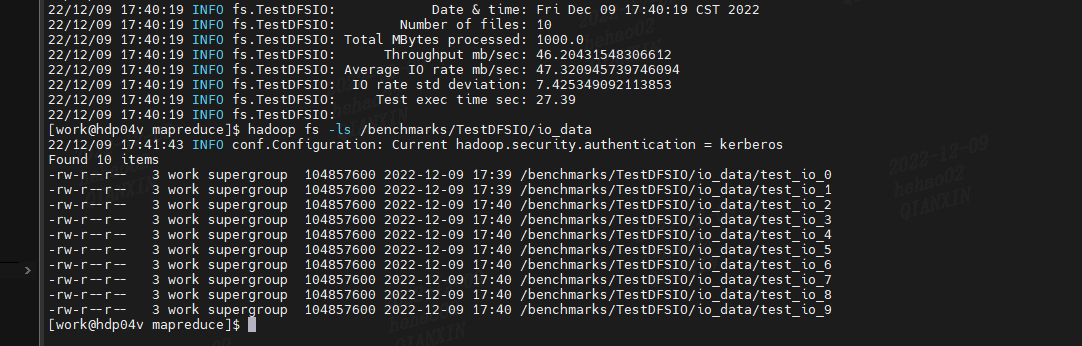 22/12/09 17:40:19 INFO fs.TestDFSIO:             Date & time: Fri Dec 09 17:40:19 CST 2022
22/12/09 17:40:19 INFO fs.TestDFSIO:         Number of files: 10
22/12/09 17:40:19 INFO fs.TestDFSIO:  Total MBytes processed: 1000.0
22/12/09 17:40:19 INFO fs.TestDFSIO:       Throughput mb/sec: 46.20431548306612
22/12/09 17:40:19 INFO fs.TestDFSIO:  Average IO rate mb/sec: 47.320945739746094
22/12/09 17:40:19 INFO fs.TestDFSIO:   IO rate std deviation: 7.425349092113853
22/12/09 17:40:19 INFO fs.TestDFSIO:      Test exec time sec: 27.39
22/12/09 17:40:19 INFO fs.TestDFSIO:
[work@hdp04v mapreduce]$ hadoop fs -ls /benchmarks/TestDFSIO/io_data
22/12/09 17:41:43 INFO conf.Configuration: Current hadoop.security.authentication = kerberos
Found 10 items
-rw-r--r--   3 work supergroup  104857600 2022-12-09 17:39 /benchmarks/TestDFSIO/io_data/test_io_0
-rw-r--r--   3 work supergroup  104857600 2022-12-09 17:39 /benchmarks/TestDFSIO/io_data/test_io_1
-rw-r--r--   3 work supergroup  104857600 2022-12-09 17:40 /benchmarks/TestDFSIO/io_data/test_io_2
-rw-r--r--   3 work supergroup  104857600 2022-12-09 17:40 /benchmarks/TestDFSIO/io_data/test_io_3
-rw-r--r--   3 work supergroup  104857600 2022-12-09 17:40 /benchmarks/TestDFSIO/io_data/test_io_4
-rw-r--r--   3 work supergroup  104857600 2022-12-09 17:40 /benchmarks/TestDFSIO/io_data/test_io_5
-rw-r--r--   3 work supergroup  104857600 2022-12-09 17:40 /benchmarks/TestDFSIO/io_data/test_io_6
-rw-r--r--   3 work supergroup  104857600 2022-12-09 17:40 /benchmarks/TestDFSIO/io_data/test_io_7
-rw-r--r--   3 work supergroup  104857600 2022-12-09 17:40 /benchmarks/TestDFSIO/io_data/test_io_8
-rw-r--r--   3 work supergroup  104857600 2022-12-09 17:40 /benchmarks/TestDFSIO/io_data/test_io_9
[work@hdp04v mapreduce]$
2022-12-09
QIANXIN